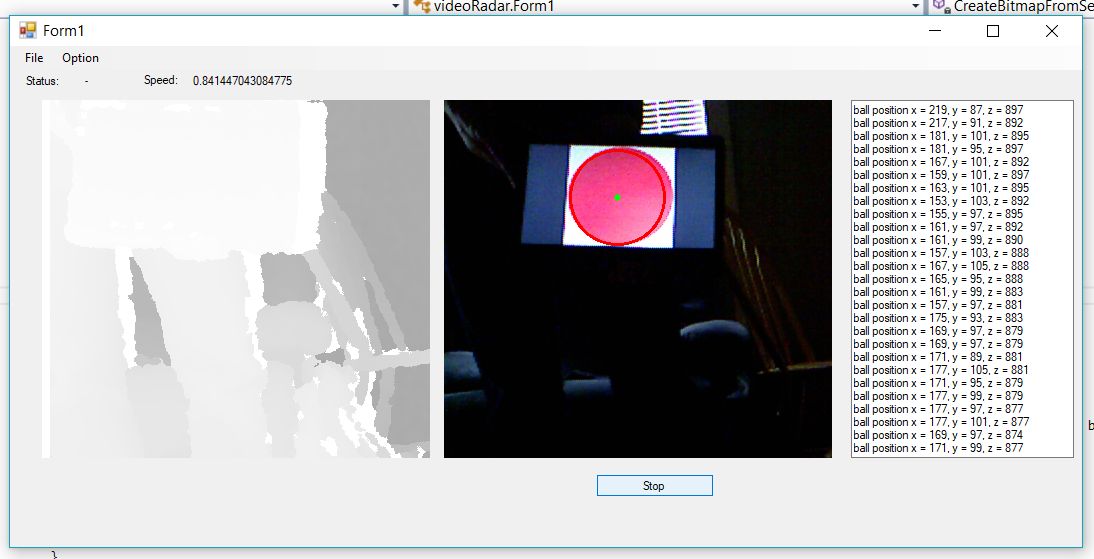 videoRadar.Form1
CreateBitmapFromSe
Form1
File Option
Status: - Speed: 0.841447043084775
ball position x = 219, y = 87, z = 897
ball position x = 217, y = 91, z = 892
ball position x = 181, y = 101, z = 895
ball position x = 181, y = 95, z = 897
ball position x = 167, y = 101, z = 892
ball position x = 159, y = 101, z = 897
ball position x = 163, y = 101, z = 895
ball position x = 153, y = 103, z = 892
ball position x = 155, y = 97, z = 895
ball position x = 161, y = 97, z = 892
ball position x = 161, y = 99, z = 890
ball position x = 157, y = 103, z = 888
ball position x = 167, y = 105, z = 888
ball position x = 165, y = 95, z = 888
ball position x = 161, y = 99, z = 883
ball position x = 157, y = 97, z = 881
ball position x = 175, y = 93, z = 883
ball position x = 169, y = 97, z = 879
ball position x = 169, y = 97, z = 879
ball position x = 171, y = 89, z = 881
ball position x = 177, y = 105, z = 881
ball position x = 171, y = 95, z = 879
ball position x = 177, y = 99, z = 879
ball position x = 177, y = 97, z = 877
ball position x = 177, y = 101, z = 877
ball position x = 169, y = 97, z = 874
ball position x = 171, y = 99, z = 877
b
Stop
}